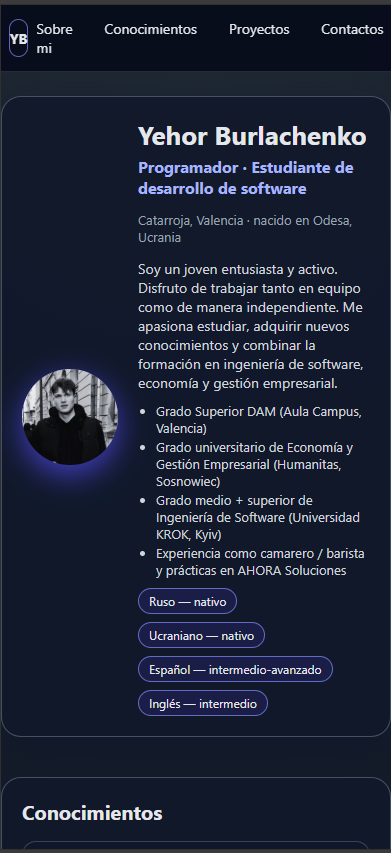 YB
Sobre mi
Conocimientos
Proyectos
Contactos
Yehor Burlachenko
Programador · Estudiante de
desarrollo de software
Catarroja, Valencia · nacido en Odesa,
Ucrania
Soy un joven entusiasta y activo.
Disfruto de trabajar tanto en equipo
como de manera independiente. Me
apasiona estudiar, adquirir nuevos
conocimientos y combinar la
formación en ingeniería de software,
economía y gestión empresarial.
• Grado Superior DAM (Aula Campus,
Valencia)
• Grado universitario de Economía y
Gestión Empresarial (Humanitas,
Sosnowiec)
• Grado medio + superior de
Ingeniería de Software (Universidad
KROK, Kyiv)
• Experiencia como camarero / barista
y prácticas en AHORA Soluciones
Ruso — nativo
Ucraniano — nativo
Español — intermedio-avanzado
Inglés — intermedio
Conocimientos